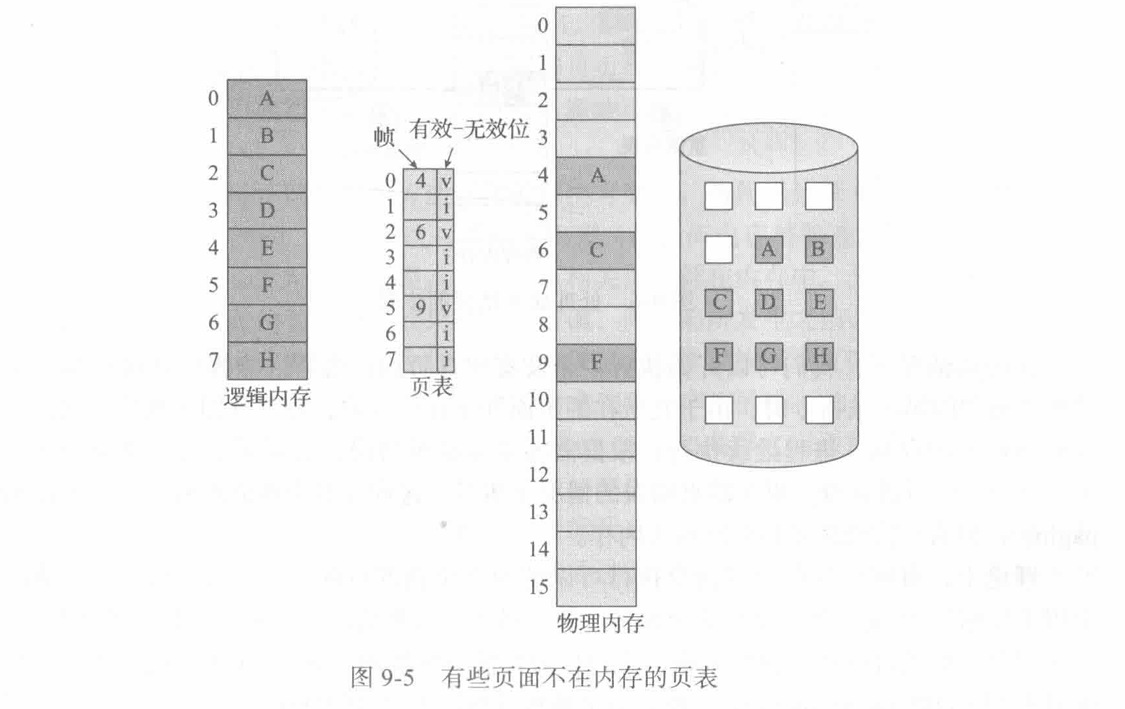 0 A
1 B
2 C
3 D
4 E
5 F
6 G
7 H
逻辑内存
帧
有效-无效位
0 4 v
1 i
2 6 v
3 i
4 i
5 9 v
6 i
7 i
页表
0
1
2
3
4 A
5
6 C
7
8
9 F
10
11
12
13
14
15
物理内存
A B
C D E
F G H
图 9-5 有些页面不在内存的页表